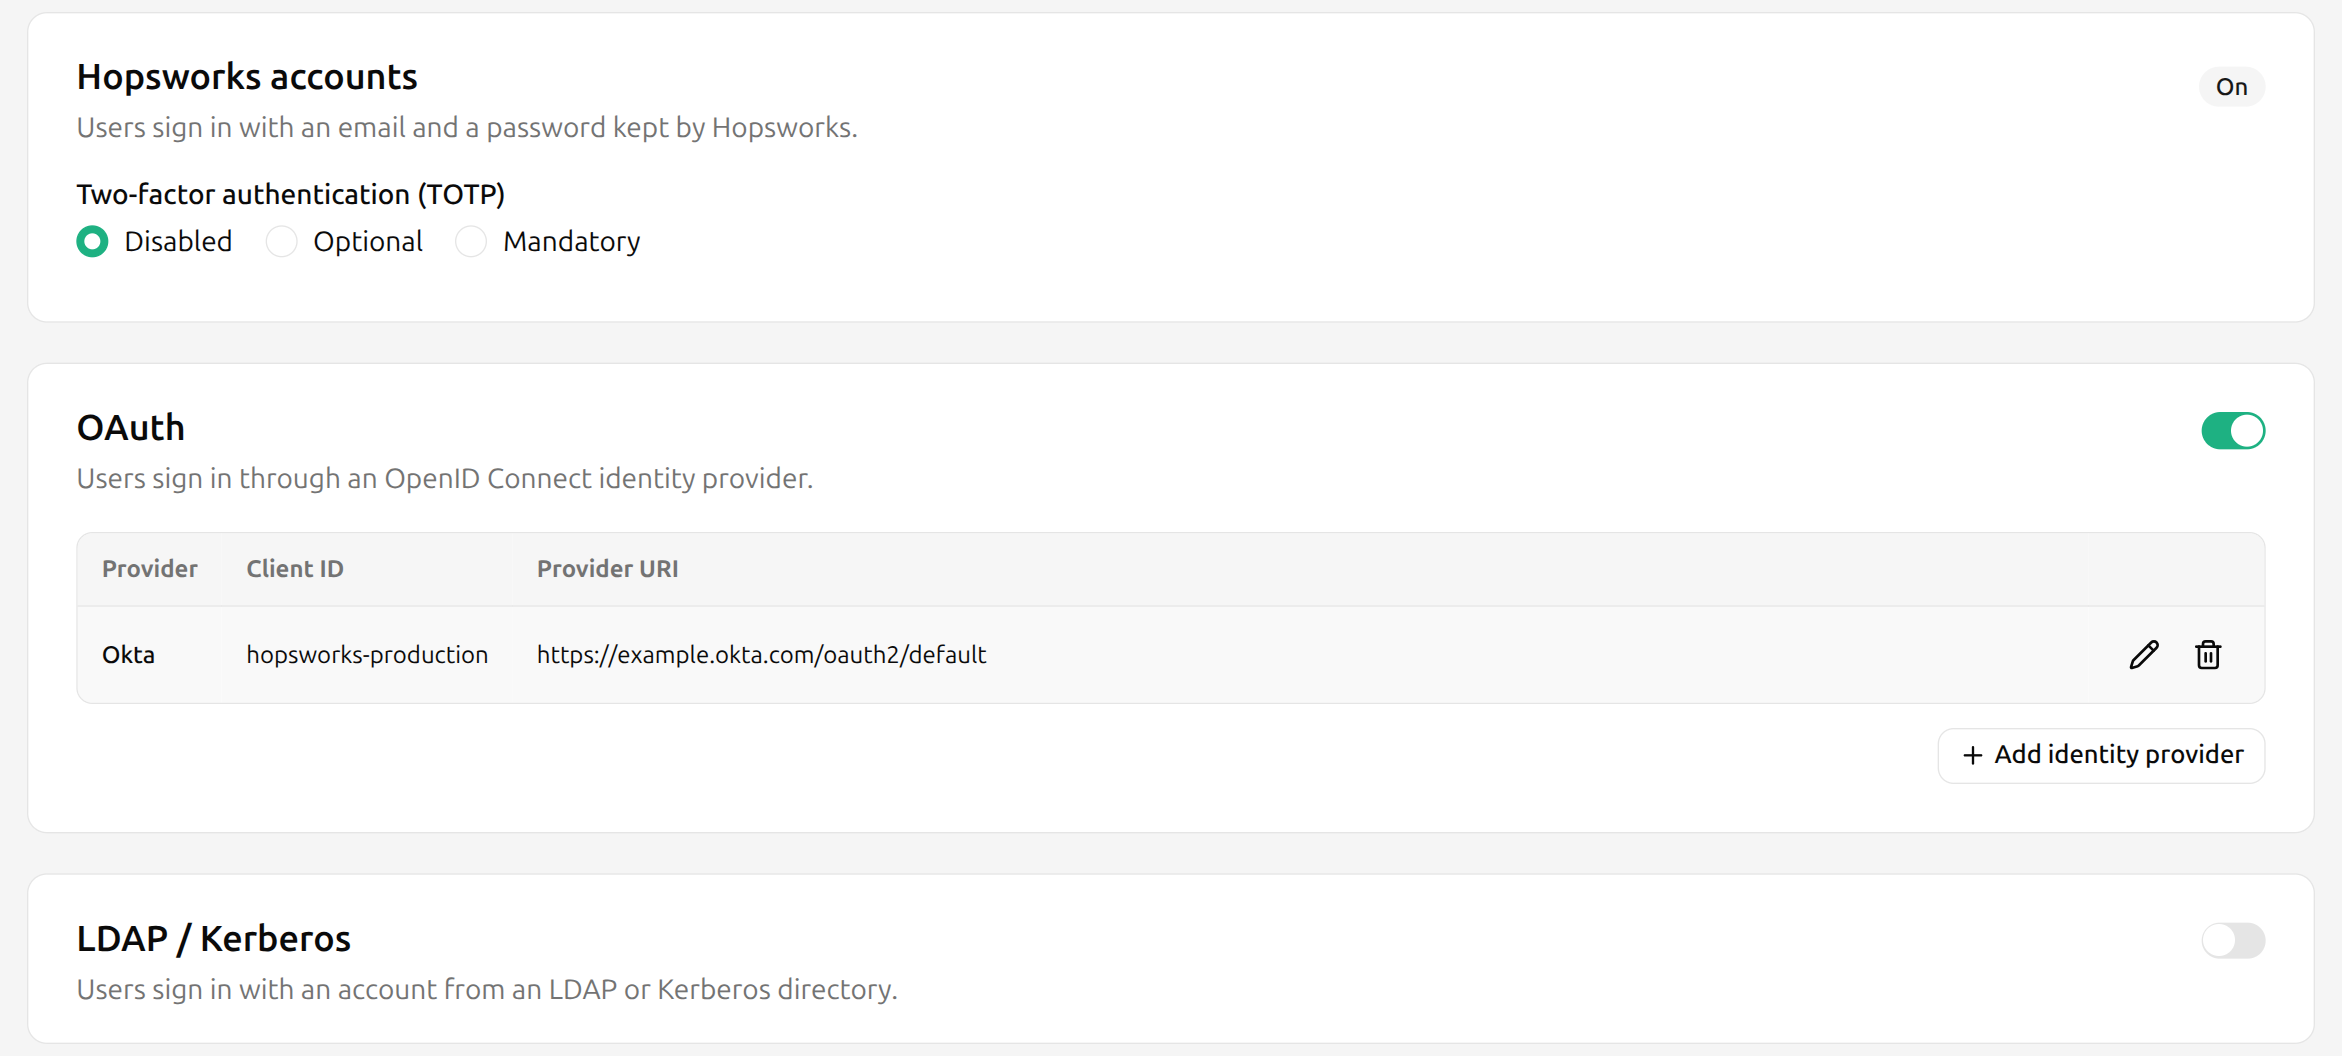 Hopsworks accounts
On
Users sign in with an email and a password kept by Hopsworks.
Two-factor authentication (TOTP)
Disabled Optional Mandatory
OAuth
Users sign in through an OpenID Connect identity provider.
Provider Client ID Provider URI
Okta hopsworks-production https://example.okta.com/oauth2/default
+ Add identity provider
LDAP / Kerberos
Users sign in with an account from an LDAP or Kerberos directory.